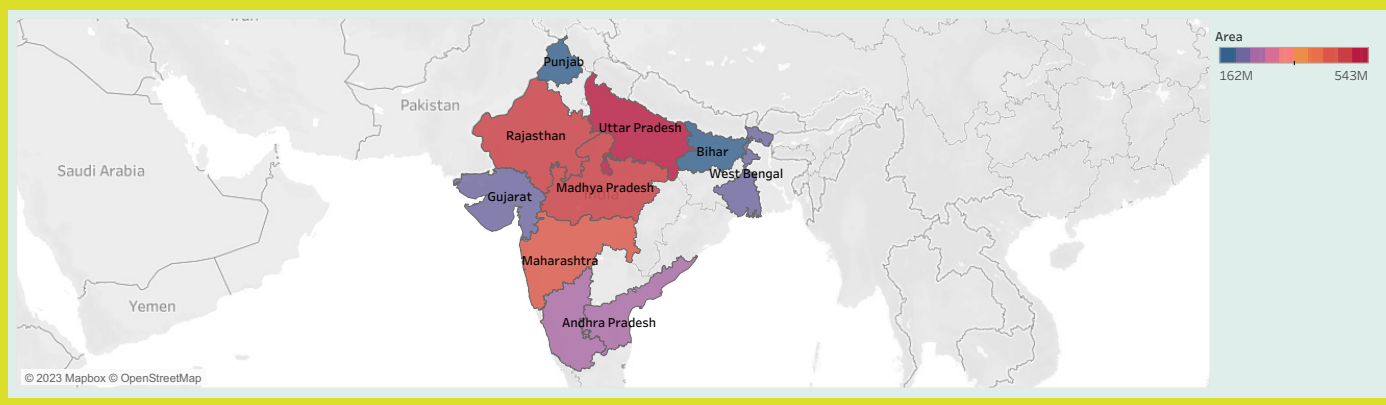 Iran
Area
162M
543M
Punjab
Pakistan
Uttar Pradesh
Rajasthan
Bihar
Saudi Arabia
West Bengal
Madhya Pradesh
India
Gujarat
Maharashtra
Yemen
Andhra Pradesh
© 2023 Mapbox © OpenStreetMap